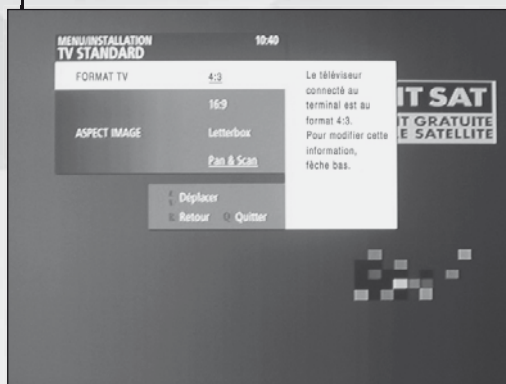 MENU/INSTALLATION 10:40
TV STANDARD
FORMAT TV 4:3
16:9
ASPECT IMAGE Letterbox
Pan & Scan
Le téléviseur
connecté au
terminal est au
format 4:3.
Pour modifier cette
information,
fèche bas.
Déplacer
Retour Quitter
IT SAT
IT GRATUITE
E SATELLITE